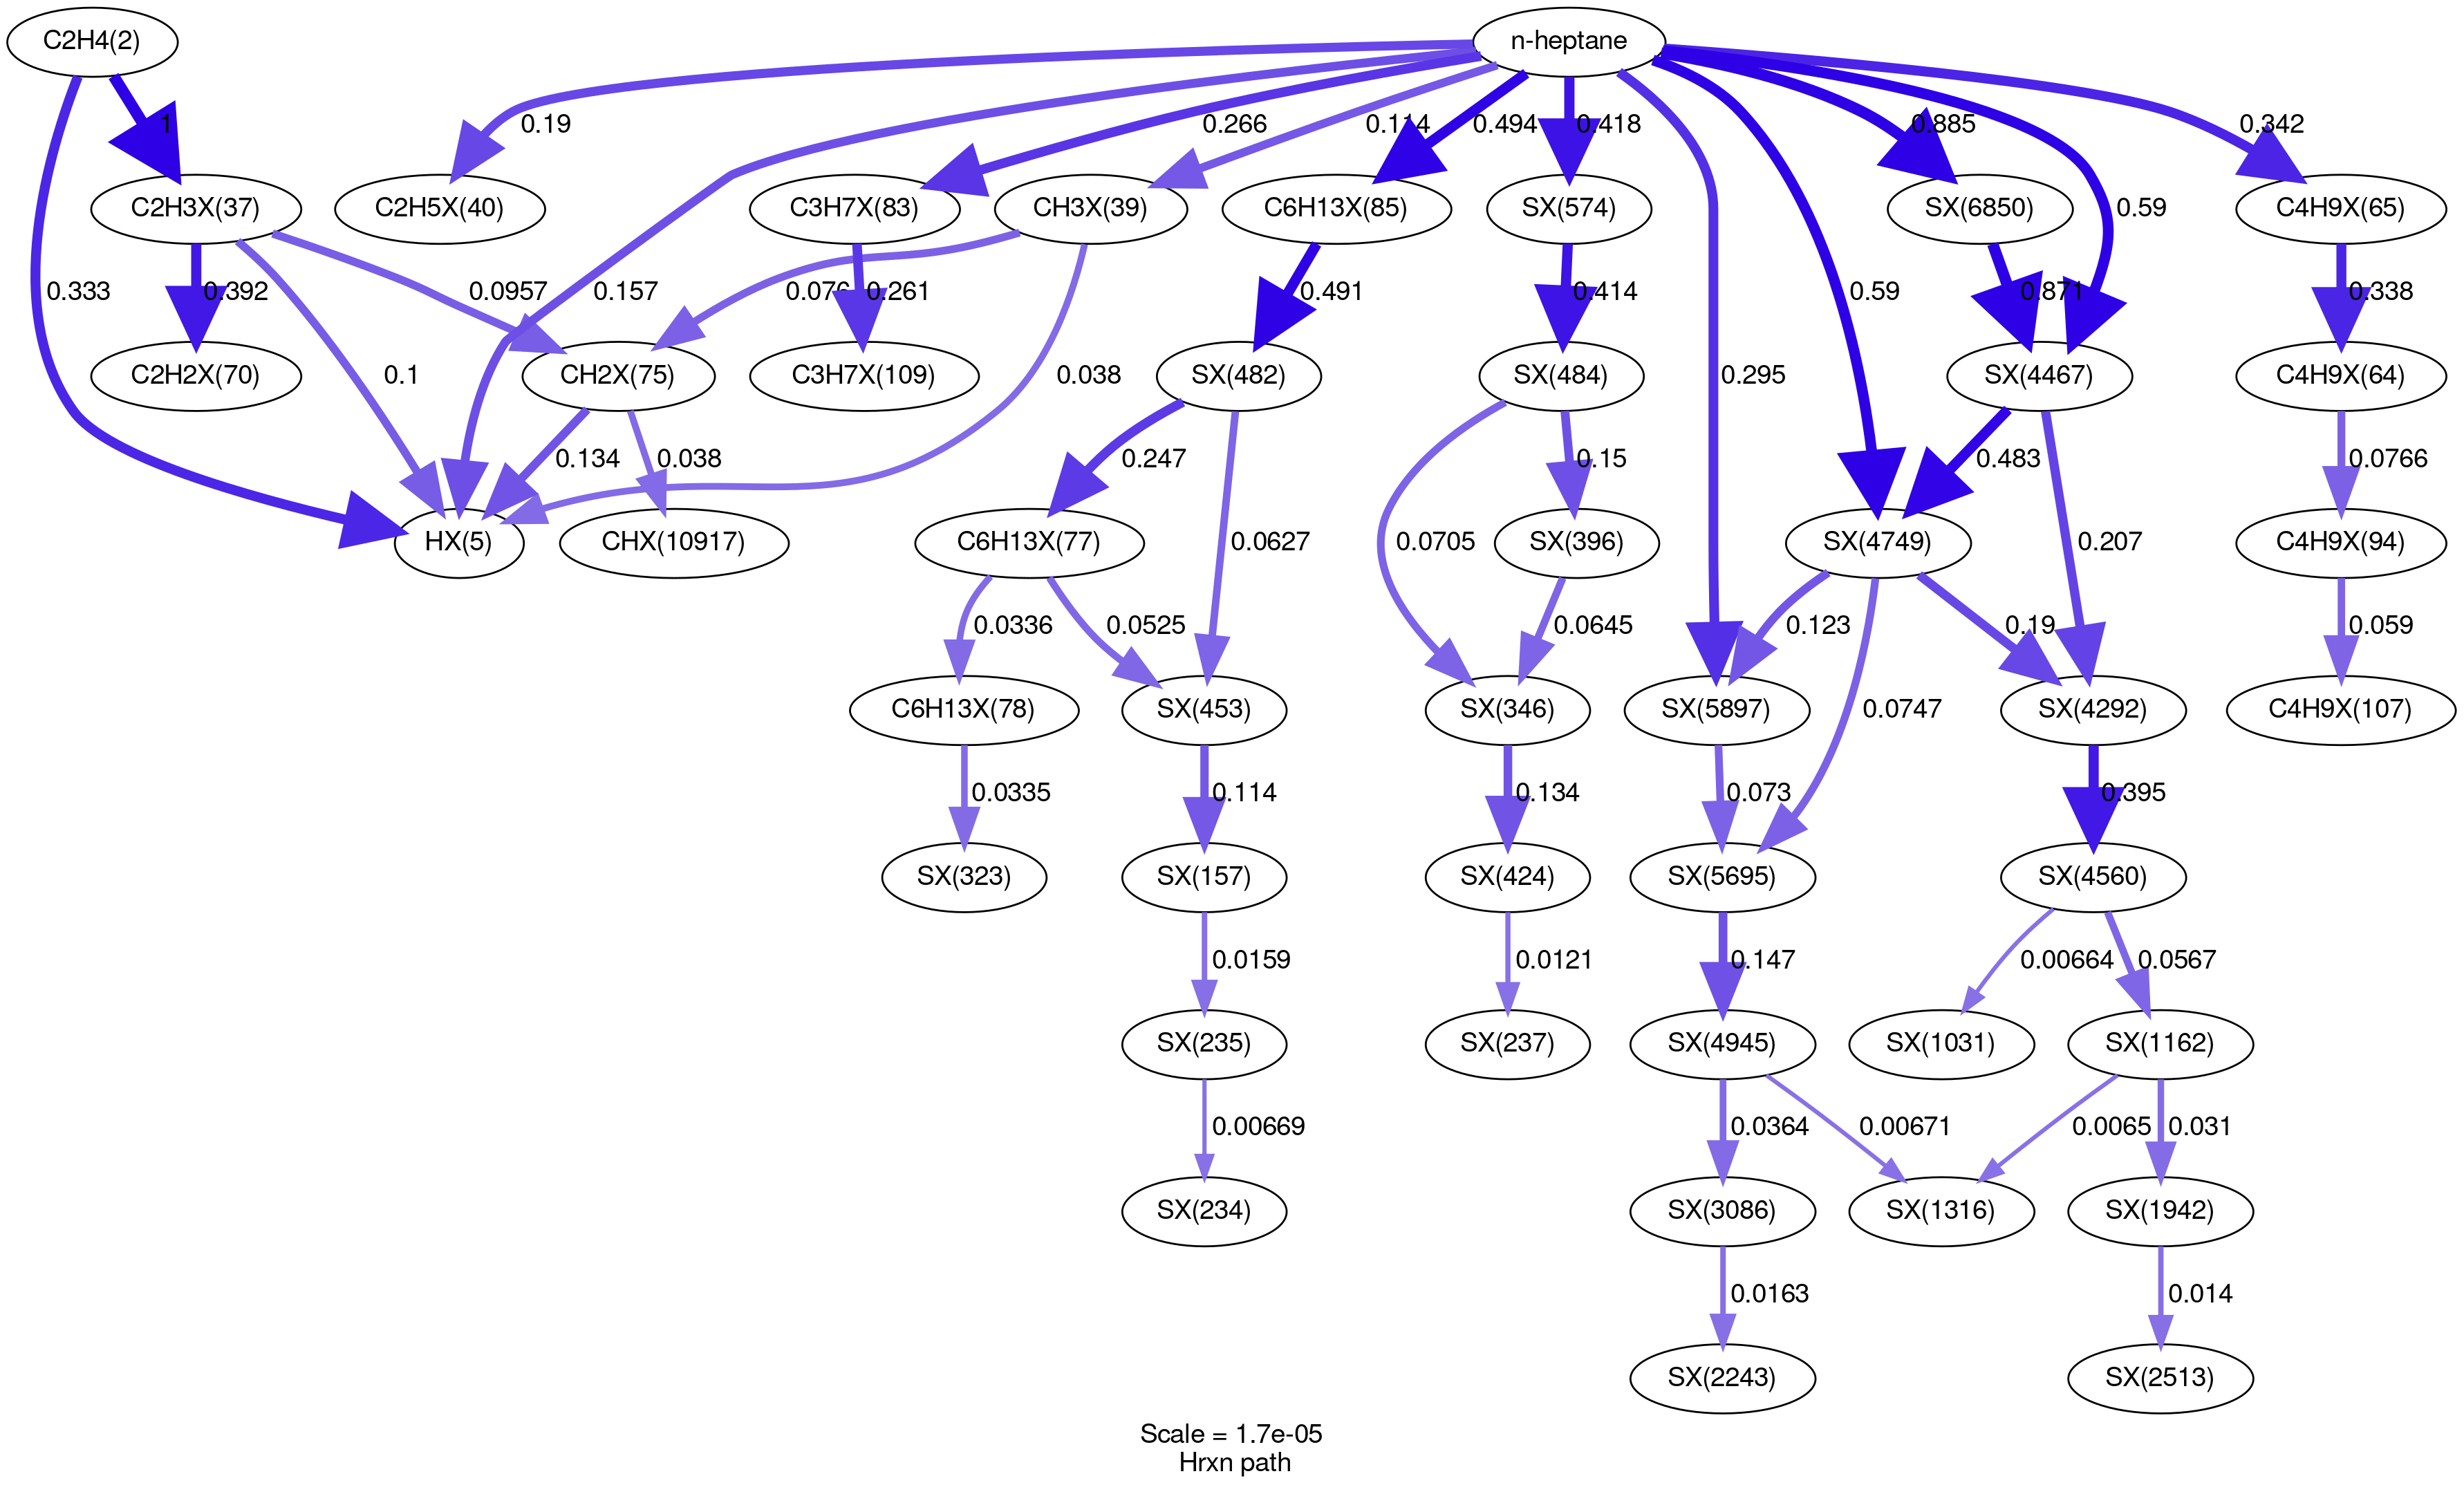 C2H4(2)
n-heptane
1
0.19
0.266
0.114
0.494
0.418
0.885
0.342
C2H3X(37)
C2H5X(40)
C3H7X(83)
CH3X(39)
C6H13X(85)
SX(574)
SX(6850)
0.59
C4H9X(65)
0.333
0.392
0.0957
0.157
0.076
0.261
0.491
0.414
0.59
0.871
0.338
C2H2X(70)
0.1
CH2X(75)
C3H7X(109)
0.038
SX(482)
SX(484)
0.295
SX(4467)
C4H9X(64)
0.134
0.038
0.247
0.15
0.483
0.0766
HX(5)
CHX(10917)
C6H13X(77)
0.0627
0.0705
SX(396)
SX(4749)
0.207
C4H9X(94)
0.0336
0.0525
0.0645
0.123
0.19
0.059
C6H13X(78)
SX(453)
SX(346)
SX(5897)
0.0747
SX(4292)
C4H9X(107)
0.0335
0.114
0.134
0.073
0.395
SX(323)
SX(157)
SX(424)
SX(5695)
SX(4560)
0.0159
0.0121
0.147
0.00664
0.0567
SX(235)
SX(237)
SX(4945)
SX(1031)
SX(1162)
0.00669
0.0364
0.00671
0.0065
0.031
SX(234)
SX(3086)
SX(1316)
SX(1942)
0.0163
0.014
SX(2243)
SX(2513)
Scale = 1.7e-05
Hrxn path